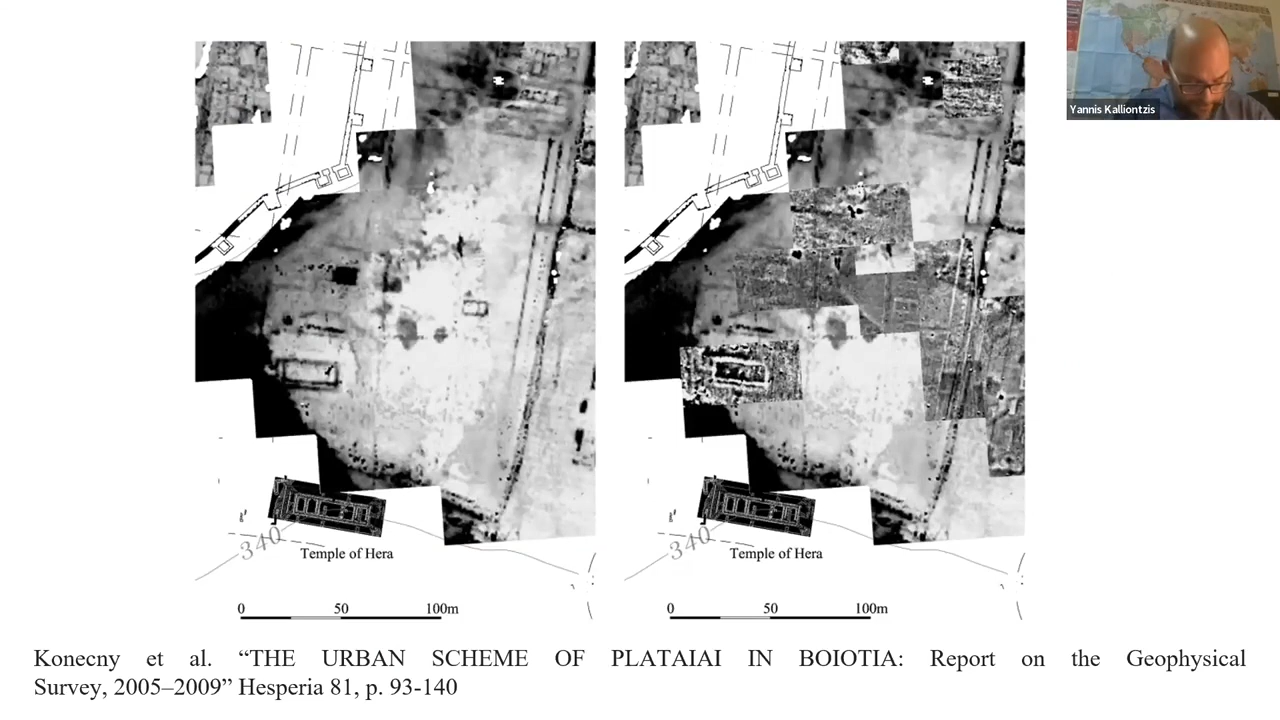 Yannis Kalliontzis
340
Temple of Hera
0 50 100m
340
Temple of Hera
0 50 100m
Konecny et al. “THE URBAN SCHEME OF PLATAIAI IN BOIOTIA: Report on the Geophysical
Survey, 2005–2009” Hesperia 81, p. 93-140